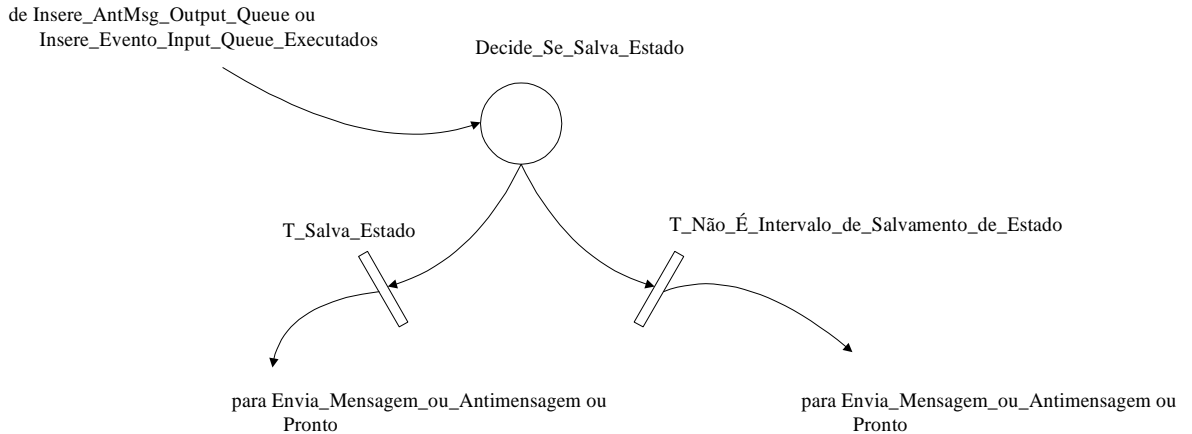 de Insere_AntMsg_Output_Queue ou
Insere_Evento_Input_Queue_Executados
Decide_Se_Salva_Estado
T_Salva_Estado
T_Não_É_Intervalo_de_Salvamento_de_Estado
para Envia_Mensagem_ou_Antimensagem ou
Pronto
para Envia_Mensagem_ou_Antimensagem ou
Pronto